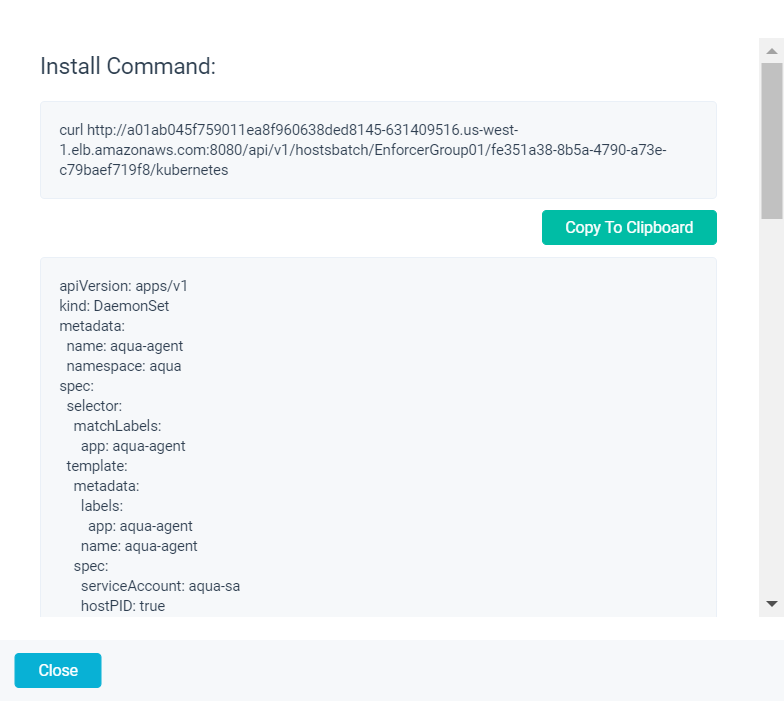 Install Command:
curl http://a01ab045f759011ea8f960638ded8145-631409516.us-west-
1.elb.amazonaws.com:8080/api/v1/hostsbatch/EnforcerGroup01/fe351a38-8b5a-4790-a73e-
c79baef719f8/kubernetes
Copy To Clipboard
apiVersion: apps/v1
kind: DaemonSet
metadata:
  name: aqua-agent
  namespace: aqua
spec:
  selector:
    matchLabels:
      app: aqua-agent
  template:
    metadata:
      labels:
        app: aqua-agent
      name: aqua-agent
    spec:
      serviceAccount: aqua-sa
      hostPID: true
Close